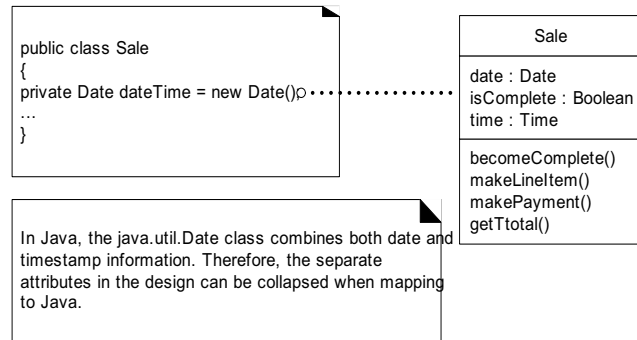 public class Sale
{
private Date dateTime = new Date();
...
}
Sale
date : Date
isComplete : Boolean
time : Time
becomeComplete()
makeLineItem()
makePayment()
getTtotal()
In Java, the java.util.Date class combines both date and
timestamp information. Therefore, the separate
attributes in the design can be collapsed when mapping
to Java.